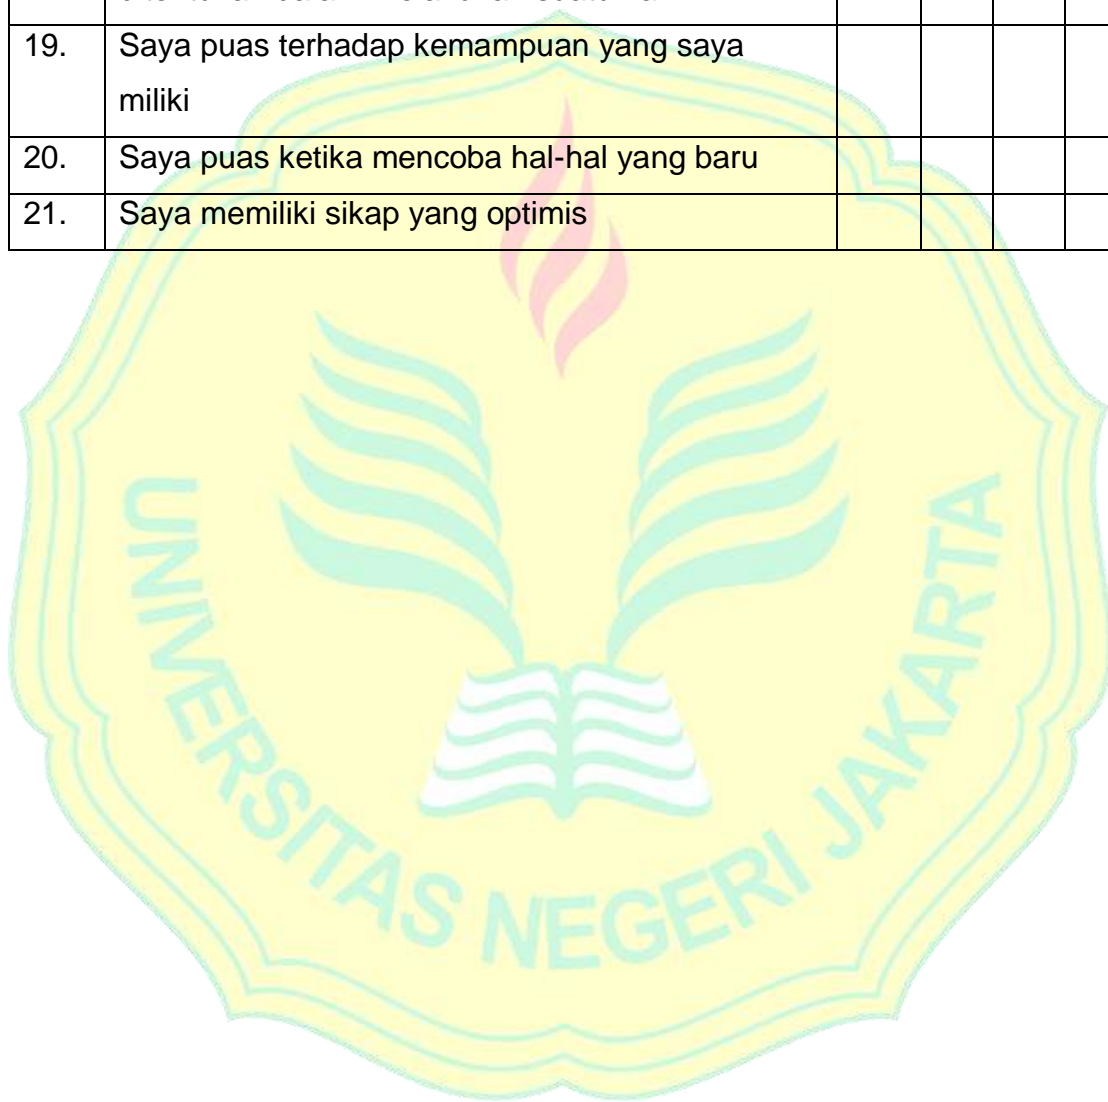 19. Saya puas terhadap kemampuan yang saya
miliki
20. Saya puas ketika mencoba hal-hal yang baru
21. Saya memiliki sikap yang optimis
UNIVERSITAS NEGERI JAKARTA